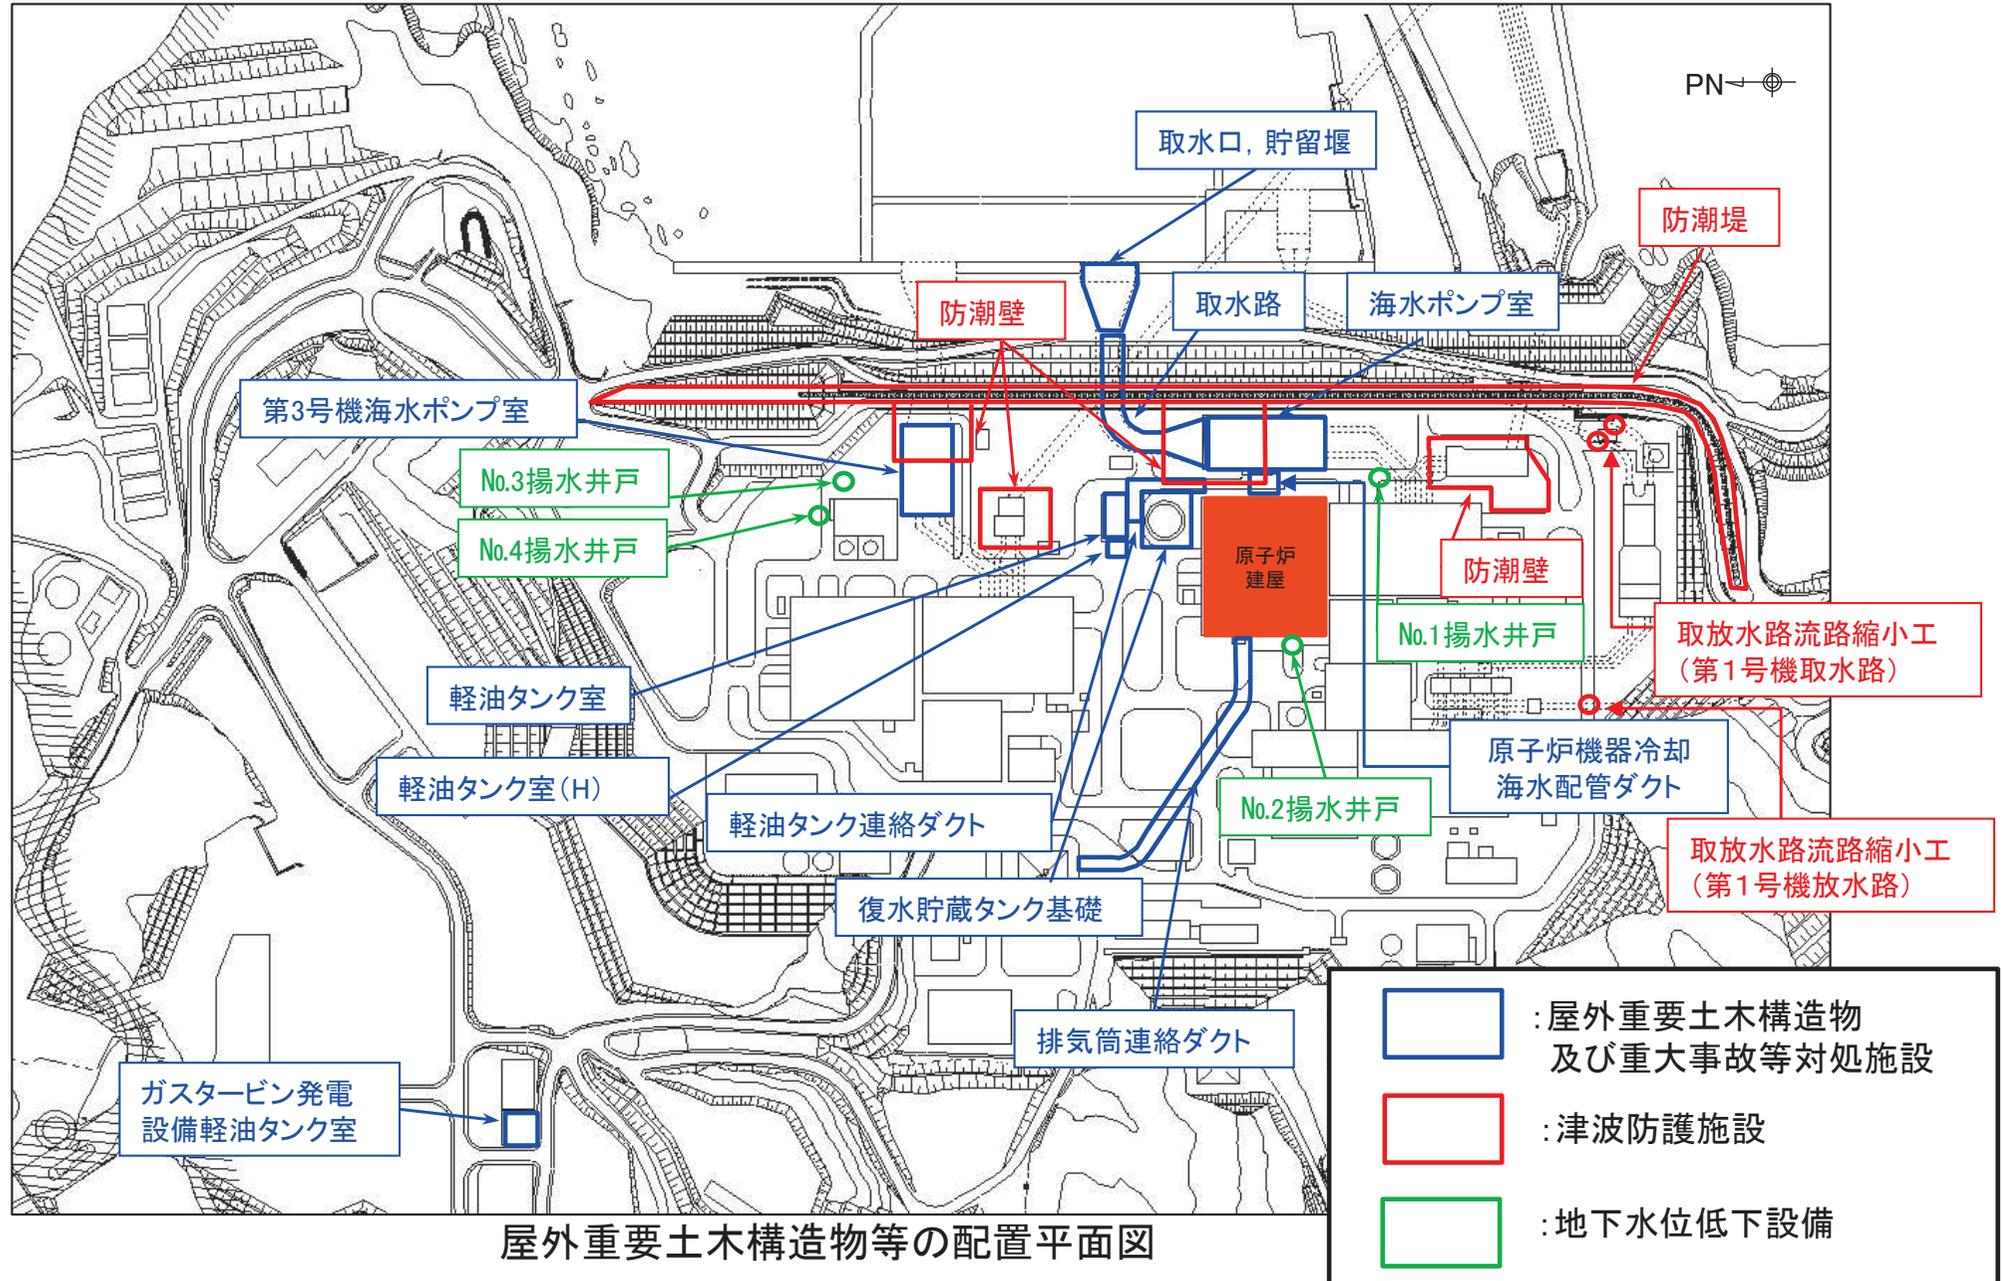 PN
取水口，貯留堰
防潮堤
防潮壁
取水路
海水ポンプ室
第3号機海水ポンプ室
№3揚水井戸
№4揚水井戸
原子炉
建屋
防潮壁
№1揚水井戸
取放水路流路縮小工
（第1号機取水路）
軽油タンク室
原子炉機器冷却
海水配管ダクト
軽油タンク室（H）
№2揚水井戸
軽油タンク連絡ダクト
取放水路流路縮小工
（第1号機放水路）
復水貯蔵タンク基礎
排気筒連絡ダクト
ガスタービン発電
設備軽油タンク室
：屋外重要土木構造物
及び重大事故等対処施設
：津波防護施設
：地下水位低下設備
屋外重要土木構造物等の配置平面図